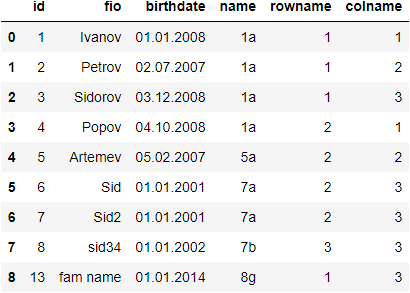 id fio birthdate name rowname colname
0 1 Ivanov 01.01.2008 1a 1 1
1 2 Petrov 02.07.2007 1a 1 2
2 3 Sidorov 03.12.2008 1a 1 3
3 4 Popov 04.10.2008 1a 2 1
4 5 Artemev 05.02.2007 5a 2 2
5 6 Sid 01.01.2001 7a 2 3
6 7 Sid2 01.01.2001 7a 2 3
7 8 sid34 01.01.2002 7b 3 3
8 13 fam name 01.01.2014 8g 1 3